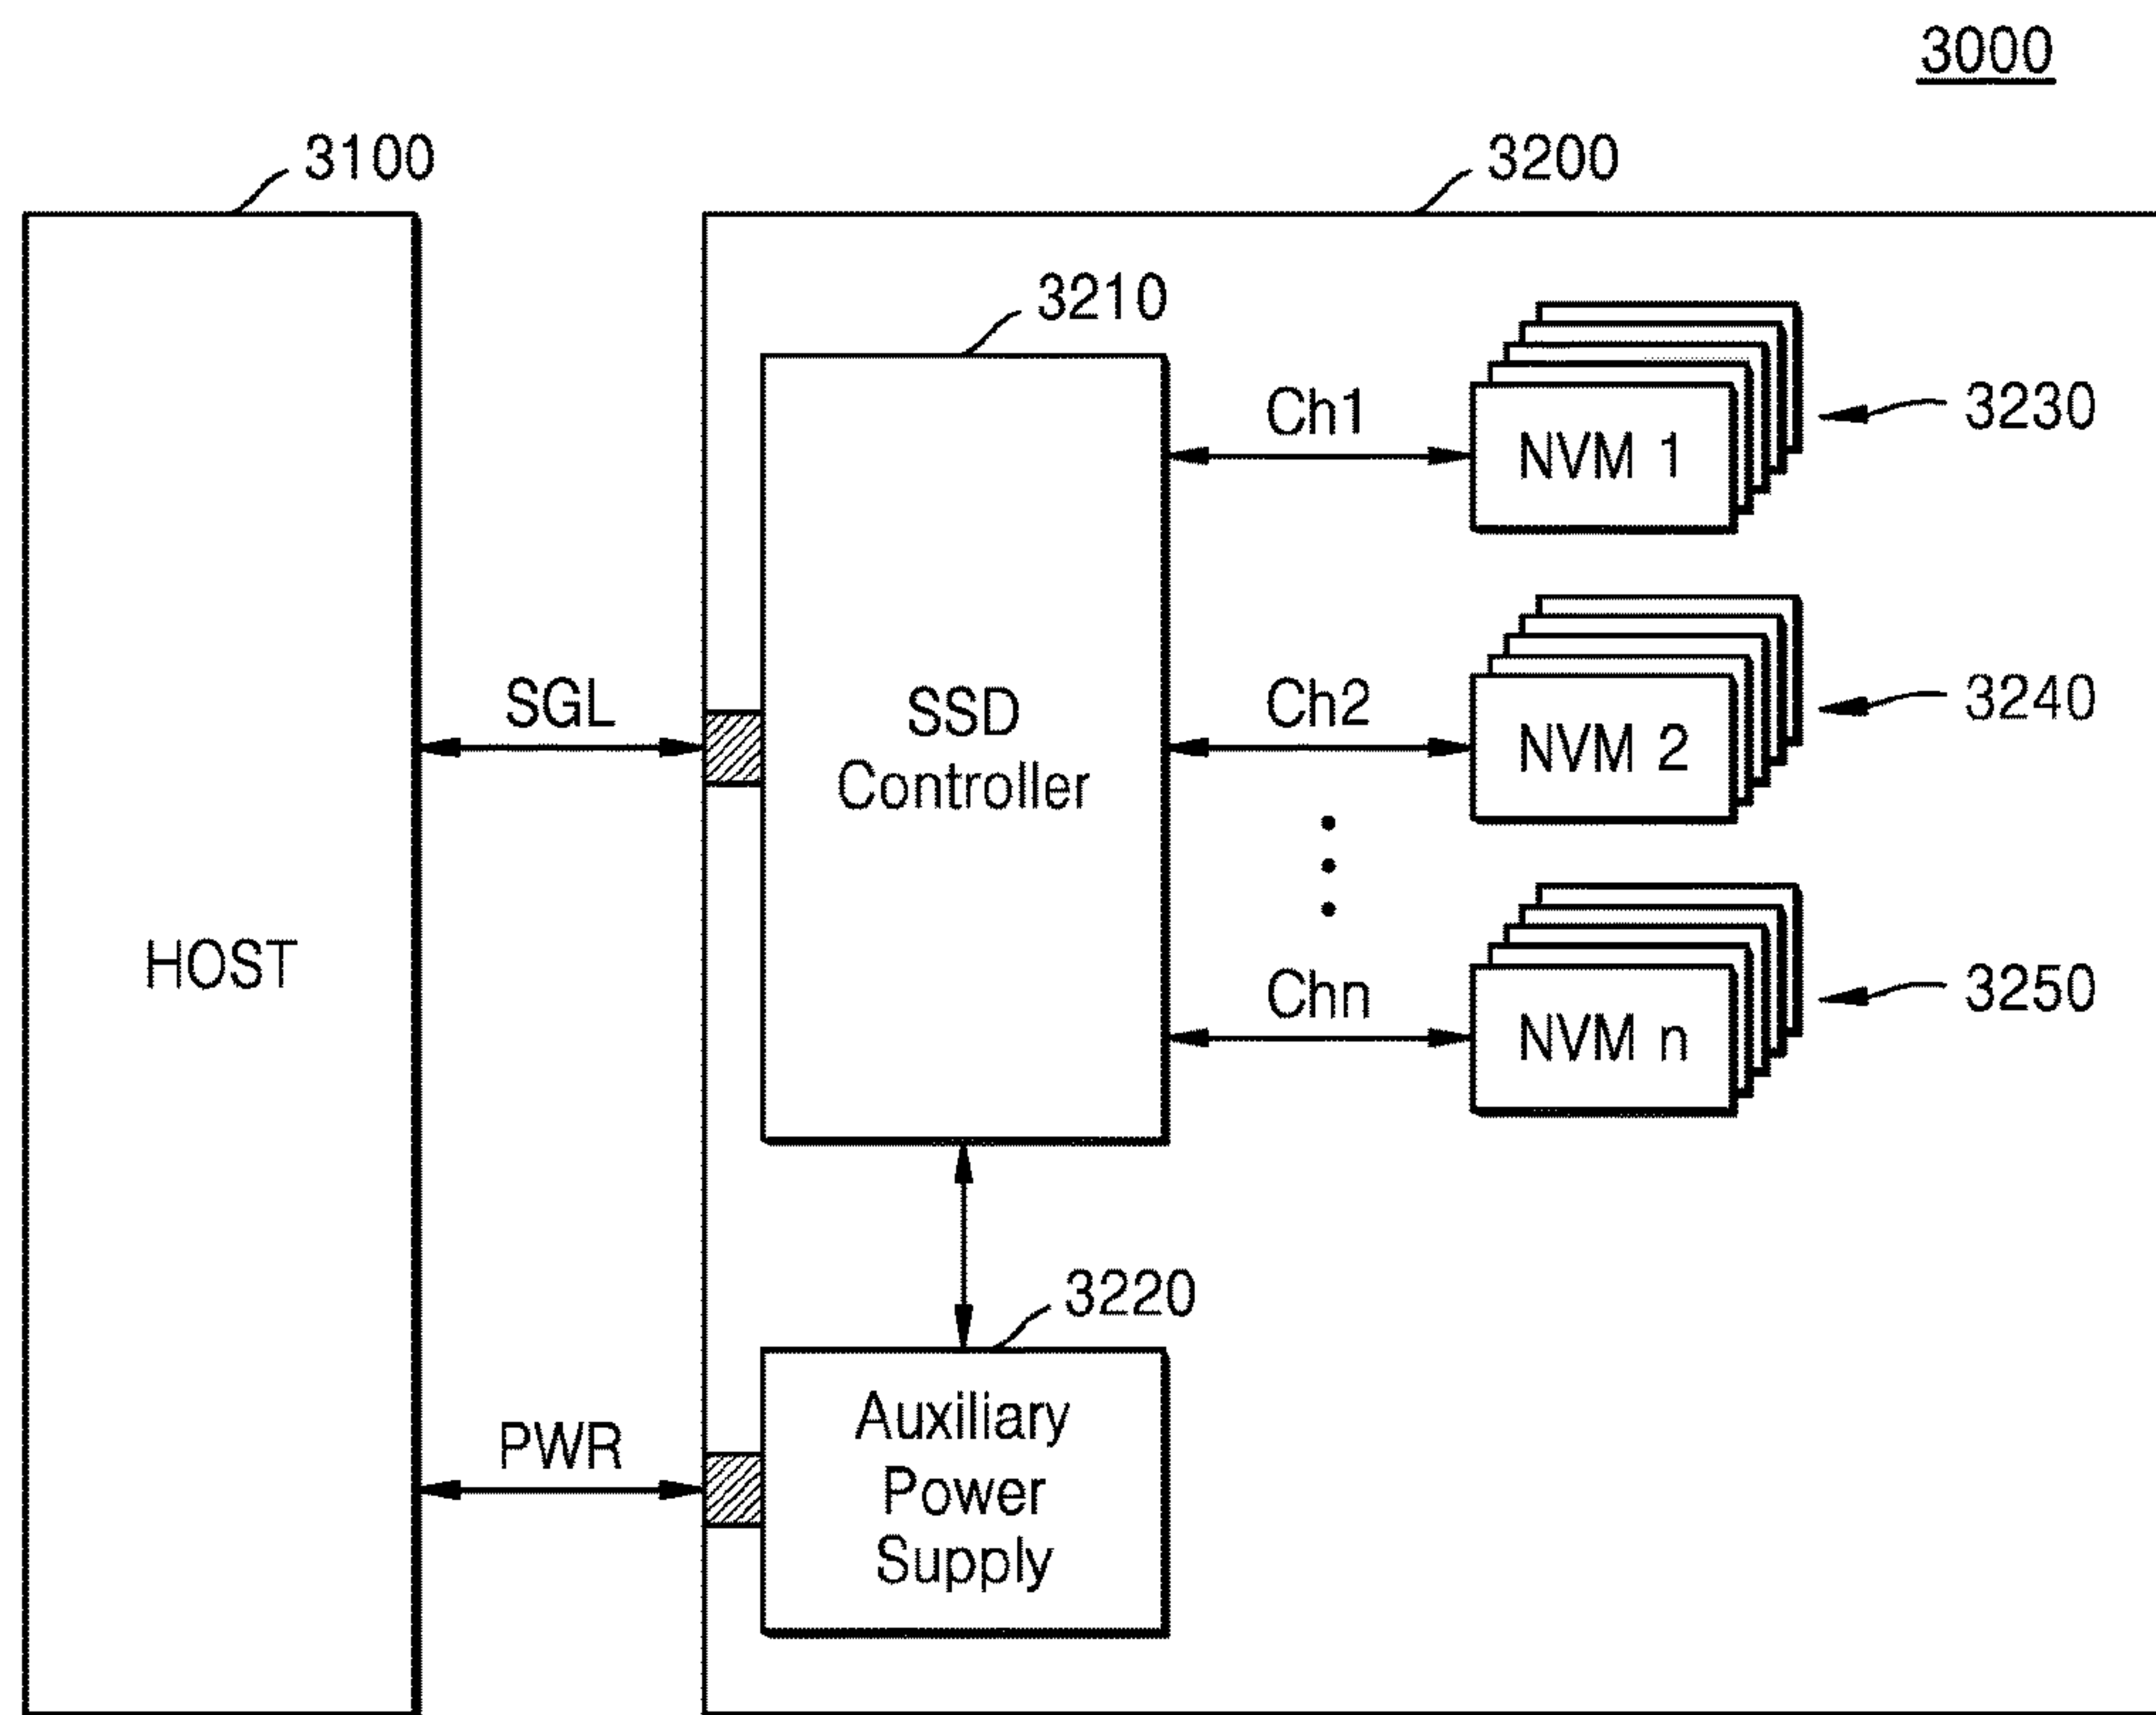 3000
3100
3200
3210
Ch1
NVM 1
3230
SGL
SSD
Controller
Ch2
NVM 2
3240
HOST
Chn
NVM n
3250
3220
PWR
Auxiliary
Power
Supply